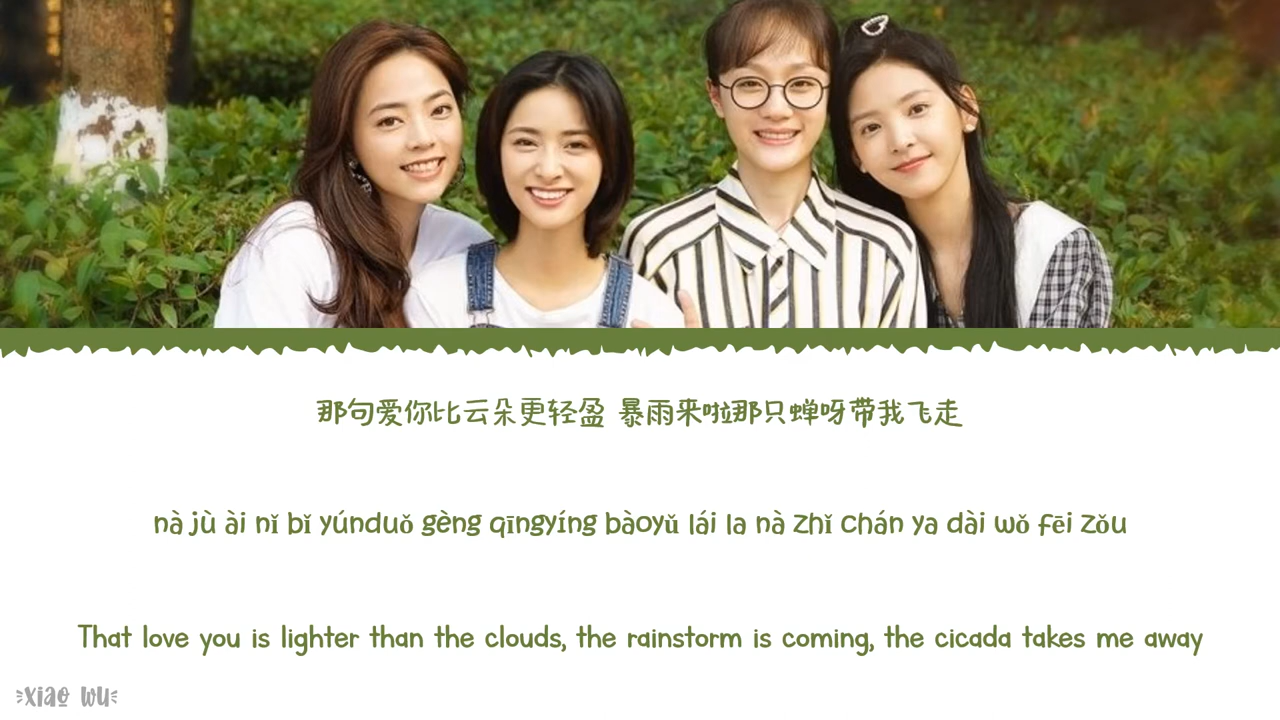 那句爱你比云朵更轻盈 暴雨来啦那只蝉呀带我飞走
nà jù ài nǐ bǐ yúnduǒ gèng qīngyíng bàoyǔ lái la nà zhǐ chán ya dài wǒ fēi zǒu
That love you is lighter than the clouds, the rainstorm is coming, the cicada takes me away
xiao wu